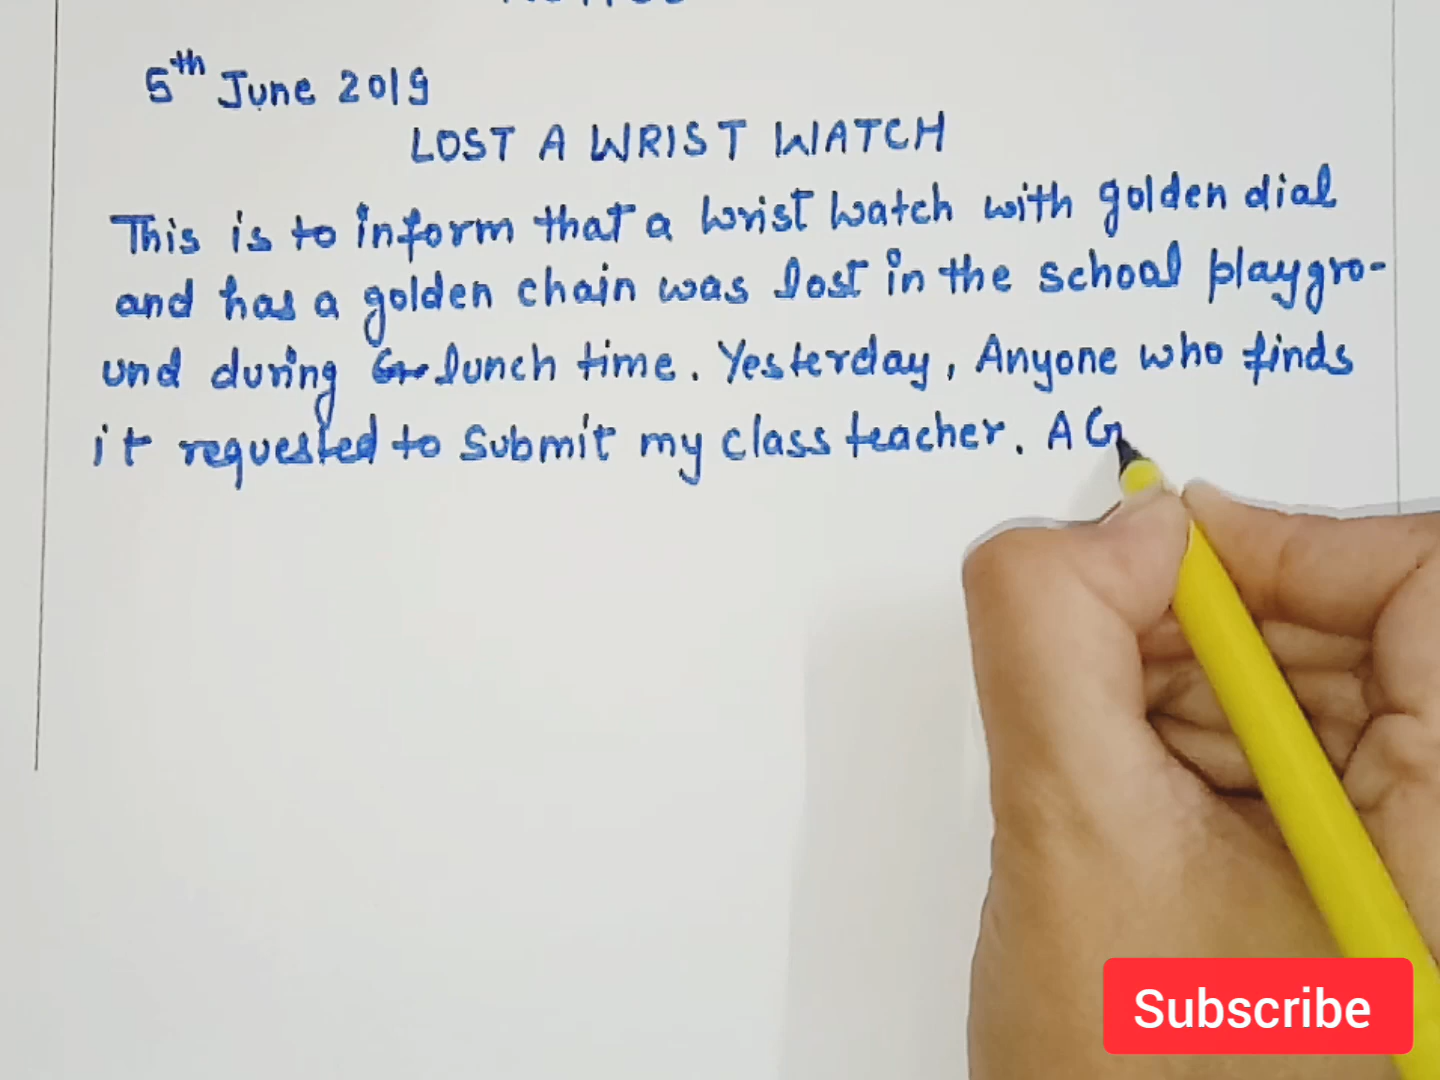 5th June 2019
LOST A WRIST WATCH
This is to inform that a wrist watch with golden dial
and has a golden chain was lost in the school playgro-
und during lunch time. Yesterday, Anyone who finds
it requested to submit my class teacher. A G
Subscribe